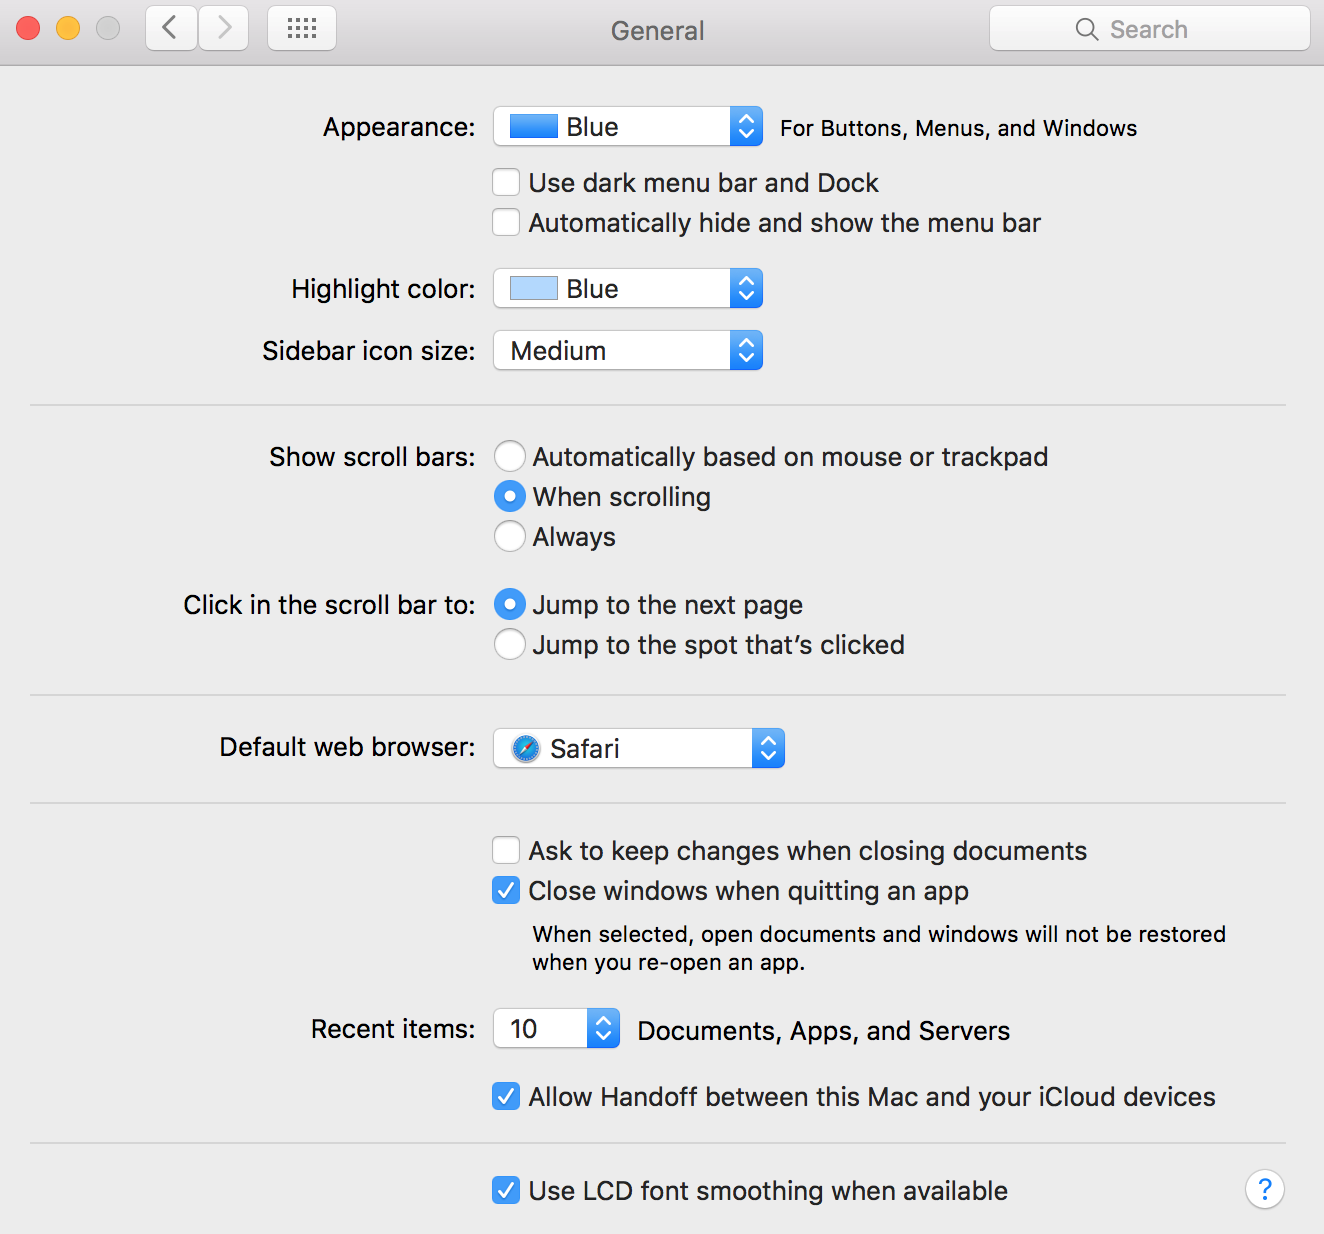 General
Search
Appearance: Blue For Buttons, Menus, and Windows
Use dark menu bar and Dock
Automatically hide and show the menu bar
Highlight color: Blue
Sidebar icon size: Medium
Show scroll bars: Automatically based on mouse or trackpad
When scrolling
Always
Click in the scroll bar to: Jump to the next page
Jump to the spot that’s clicked
Default web browser: Safari
Ask to keep changes when closing documents
Close windows when quitting an app
When selected, open documents and windows will not be restored
when you re-open an app.
Recent items: 10 Documents, Apps, and Servers
Allow Handoff between this Mac and your iCloud devices
Use LCD font smoothing when available
?